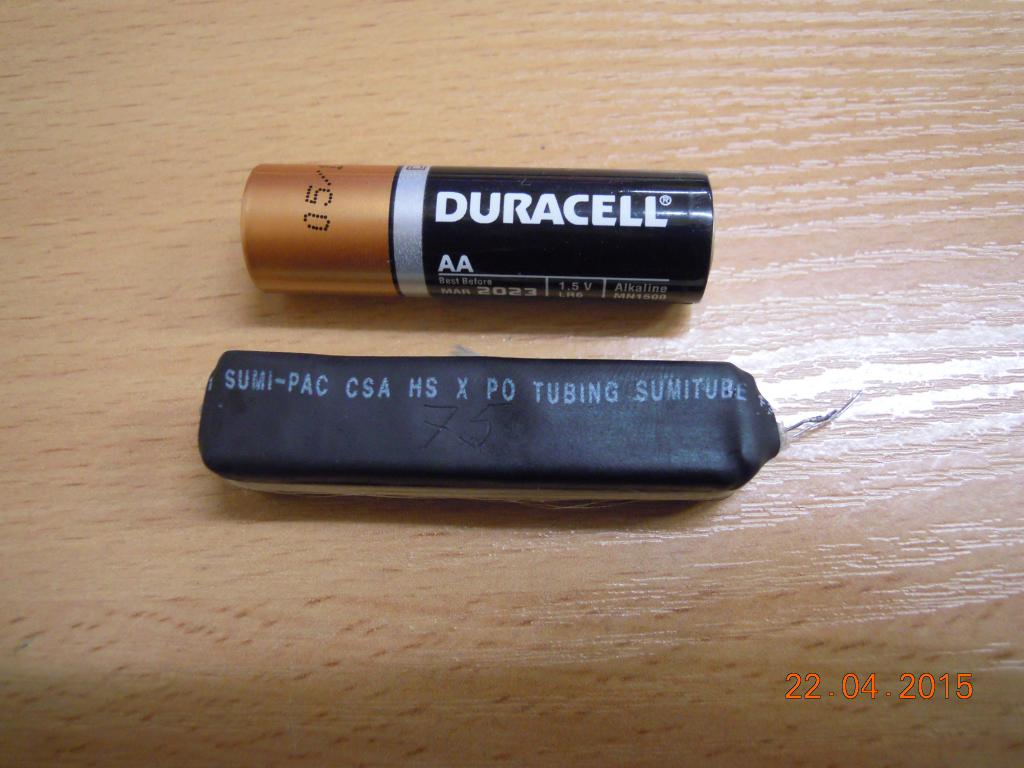 05/
DURACELL®
AA
Best Before
MAR 2023
1.5 V
LR6
Alkaline
MN1500
SUMI-PAC CSA HS X PO TUBING SUMITUBE
75
22.04.2015